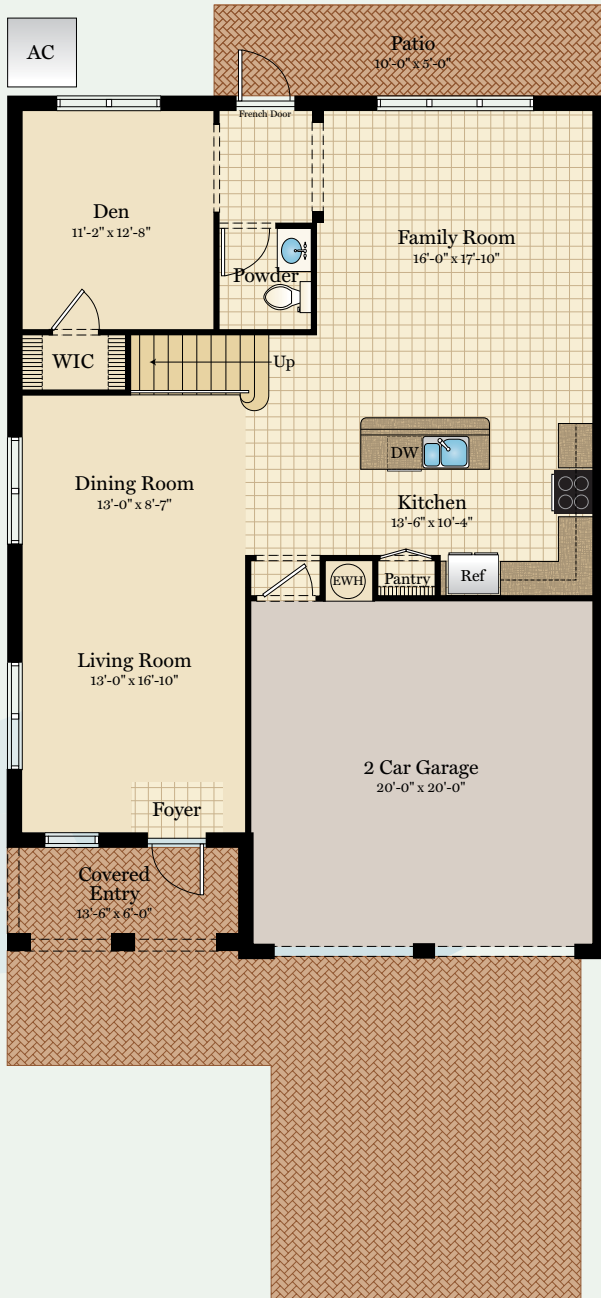 AC
Patio
10'-0" x 5'-0"
French Door
Den
11'-2" x 12'-8"
Family Room
16'-0" x 17'-10"
Powder
WIC
Up
DW
Dining Room
13'-0" x 8'-7"
Kitchen
13'-6" x 10'-4"
EWH
Pantry
Ref
Living Room
13'-0" x 16'-10"
2 Car Garage
20'-0" x 20'-0"
Foyer
Covered
Entry
13'-6" x 6'-0"